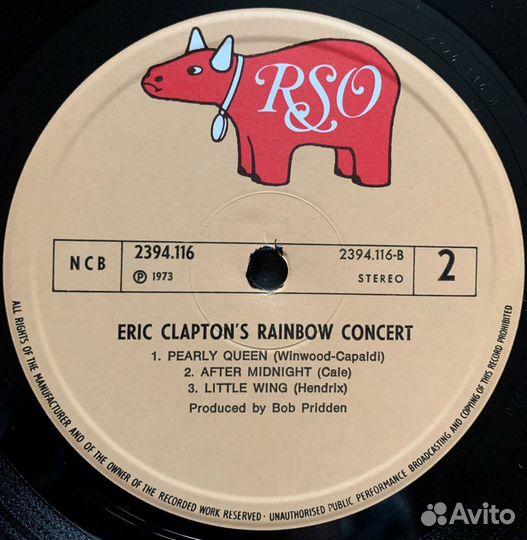 RSO
NCB
2394.116
Ⓟ 1973
2394.116-B
STEREO
2
ERIC CLAPTON'S RAINBOW CONCERT
1. PEARLY QUEEN (Winwood-Capaldi)
2. AFTER MIDNIGHT (Cale)
3. LITTLE WING (Hendrix)
Produced by Bob Pridden
ALL RIGHTS OF THE MANUFACTURER AND OF THE OWNER OF THE RECORDED WORK RESERVED · UNAUTHORISED PUBLIC PERFORMANCE BROADCASTING AND COPYING OF THIS RECORD PROHIBITED
Avito